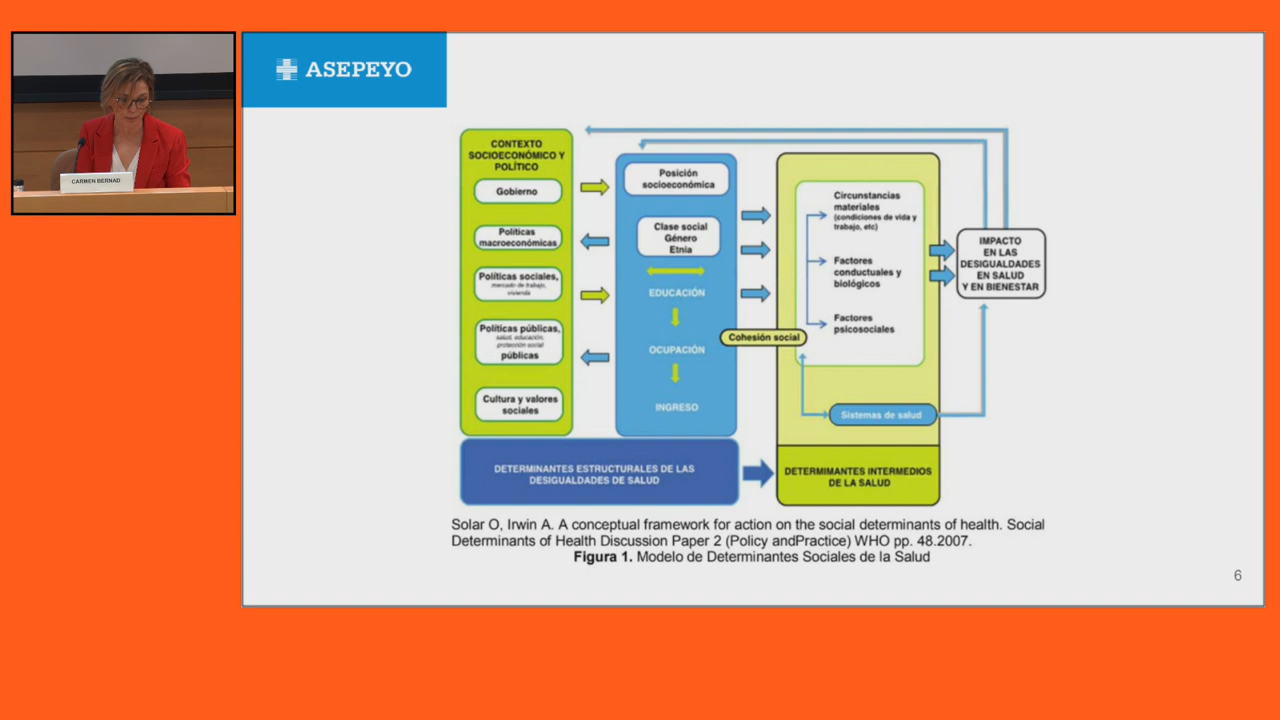 CARMEN BERNAD
ASEPEYO
CONTEXTO
SOCIOECONÓMICO Y
POLÍTICO
Gobierno
Políticas
macroeconómicas
Políticas sociales,
mercado de trabajo,
vivienda
Políticas públicas,
salud, educación,
protección social
públicas
Cultura y valores
sociales
Posición
socioeconómica
Clase social
Género
Etnia
EDUCACIÓN
OCUPACIÓN
INGRESO
Cohesión social
Circunstancias
materiales
(condiciones de vida y
trabajo, etc)
Factores
conductuales y
biológicos
Factores
psicosociales
Sistemas de salud
IMPACTO
EN LAS
DESIGUALDADES
EN SALUD
Y EN BIENESTAR
DETERMINANTES ESTRUCTURALES DE LAS
DESIGUALDADES DE SALUD
DETERMIMANTES INTERMEDIOS
DE LA SALUD
Solar O, Irwin A. A conceptual framework for action on the social determinants of health. Social
Determinants of Health Discussion Paper 2 (Policy andPractice) WHO pp. 48.2007.
Figura 1. Modelo de Determinantes Sociales de la Salud
6